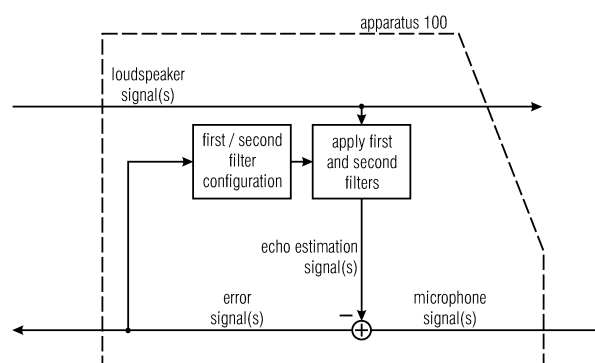 apparatus 100
loudspeaker
signal(s)
first / second
filter
configuration
apply first
and second
filters
echo estimation
signal(s)
error
signal(s)
−
+
microphone
signal(s)